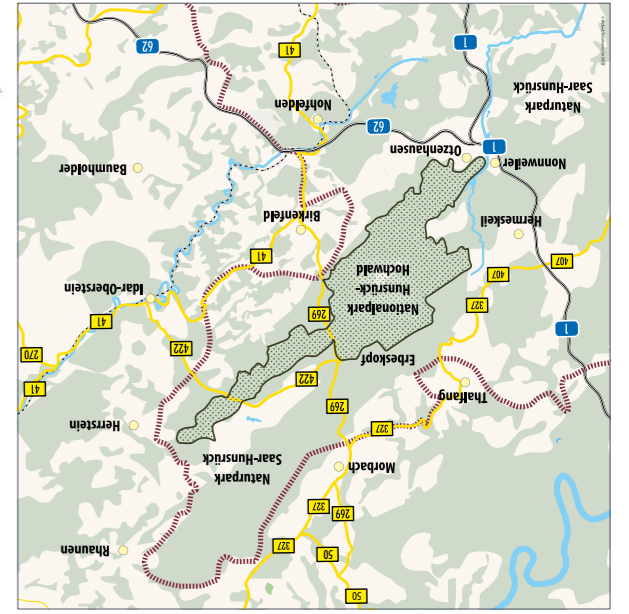 50
50
327
Rhaunen
269
327
Morbach
Naturpark
Saar-Hunsrück
327
Herrstein
269
Thalfang
41
422
Erbeskopf
270
422
1
41
269
327
Nationalpark
Hunsrück-
Hochwald
Idar-Oberstein
407
407
41
Hermeskeil
Birkenfeld
Baumholder
Nonnweiler
Otzenhausen
1
62
Nohfelden
Naturpark
Saar-Hunsrück
41
62
1